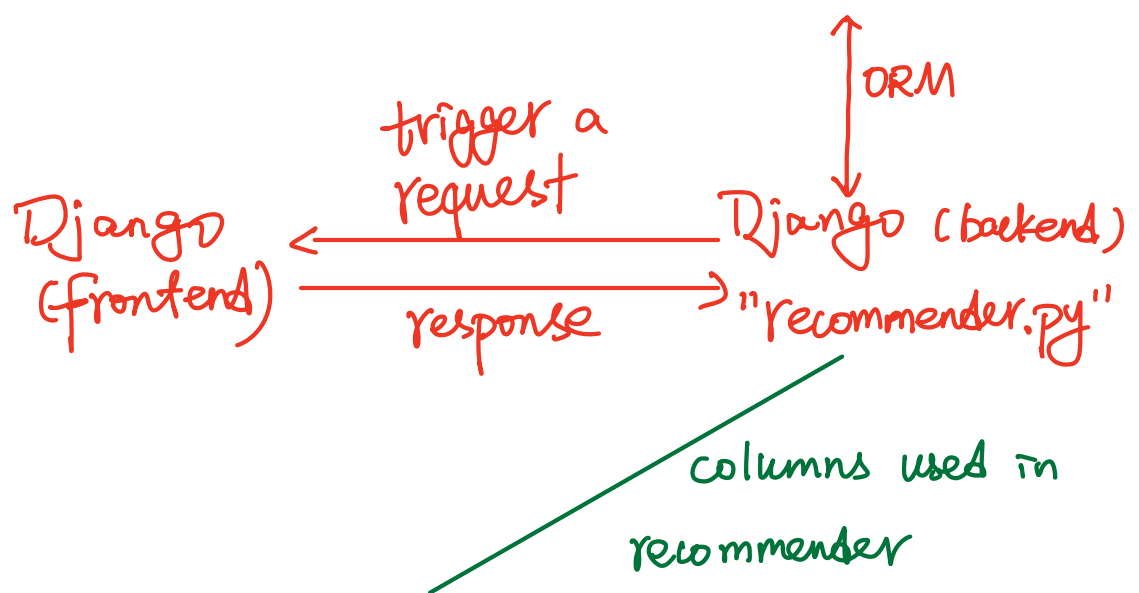 ORM
trigger a
request
Django
(frontend)
Django (backend)
"recommender.py"
response
columns used in
recommender